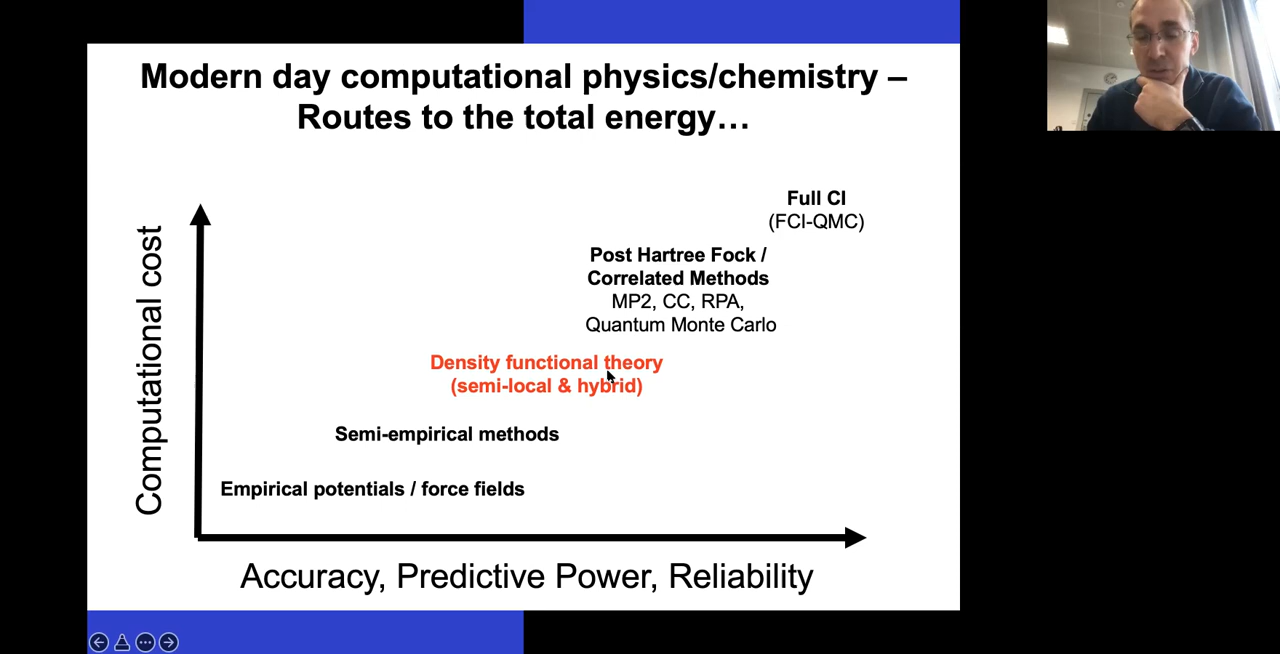 Modern day computational physics/chemistry –
Routes to the total energy…
Full CI
(FCI-QMC)
Post Hartree Fock /
Correlated Methods
MP2, CC, RPA,
Quantum Monte Carlo
Density functional theory
(semi-local & hybrid)
Semi-empirical methods
Empirical potentials / force fields
Computational cost
Accuracy, Predictive Power, Reliability